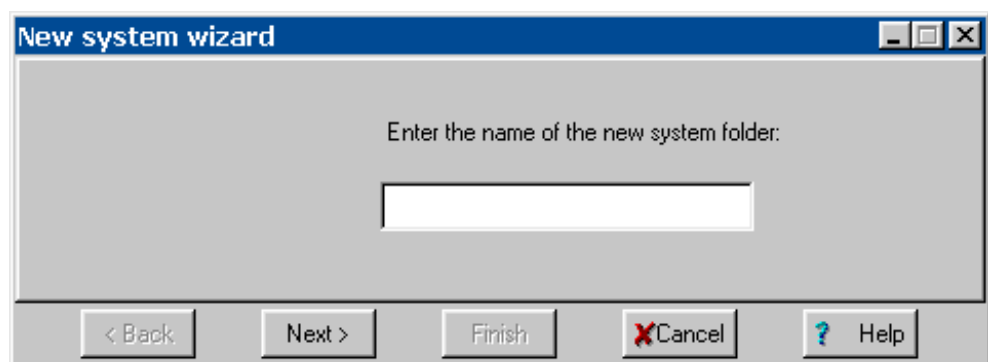 New system wizard
Enter the name of the new system folder:
< Back Next > Finish Cancel ? Help